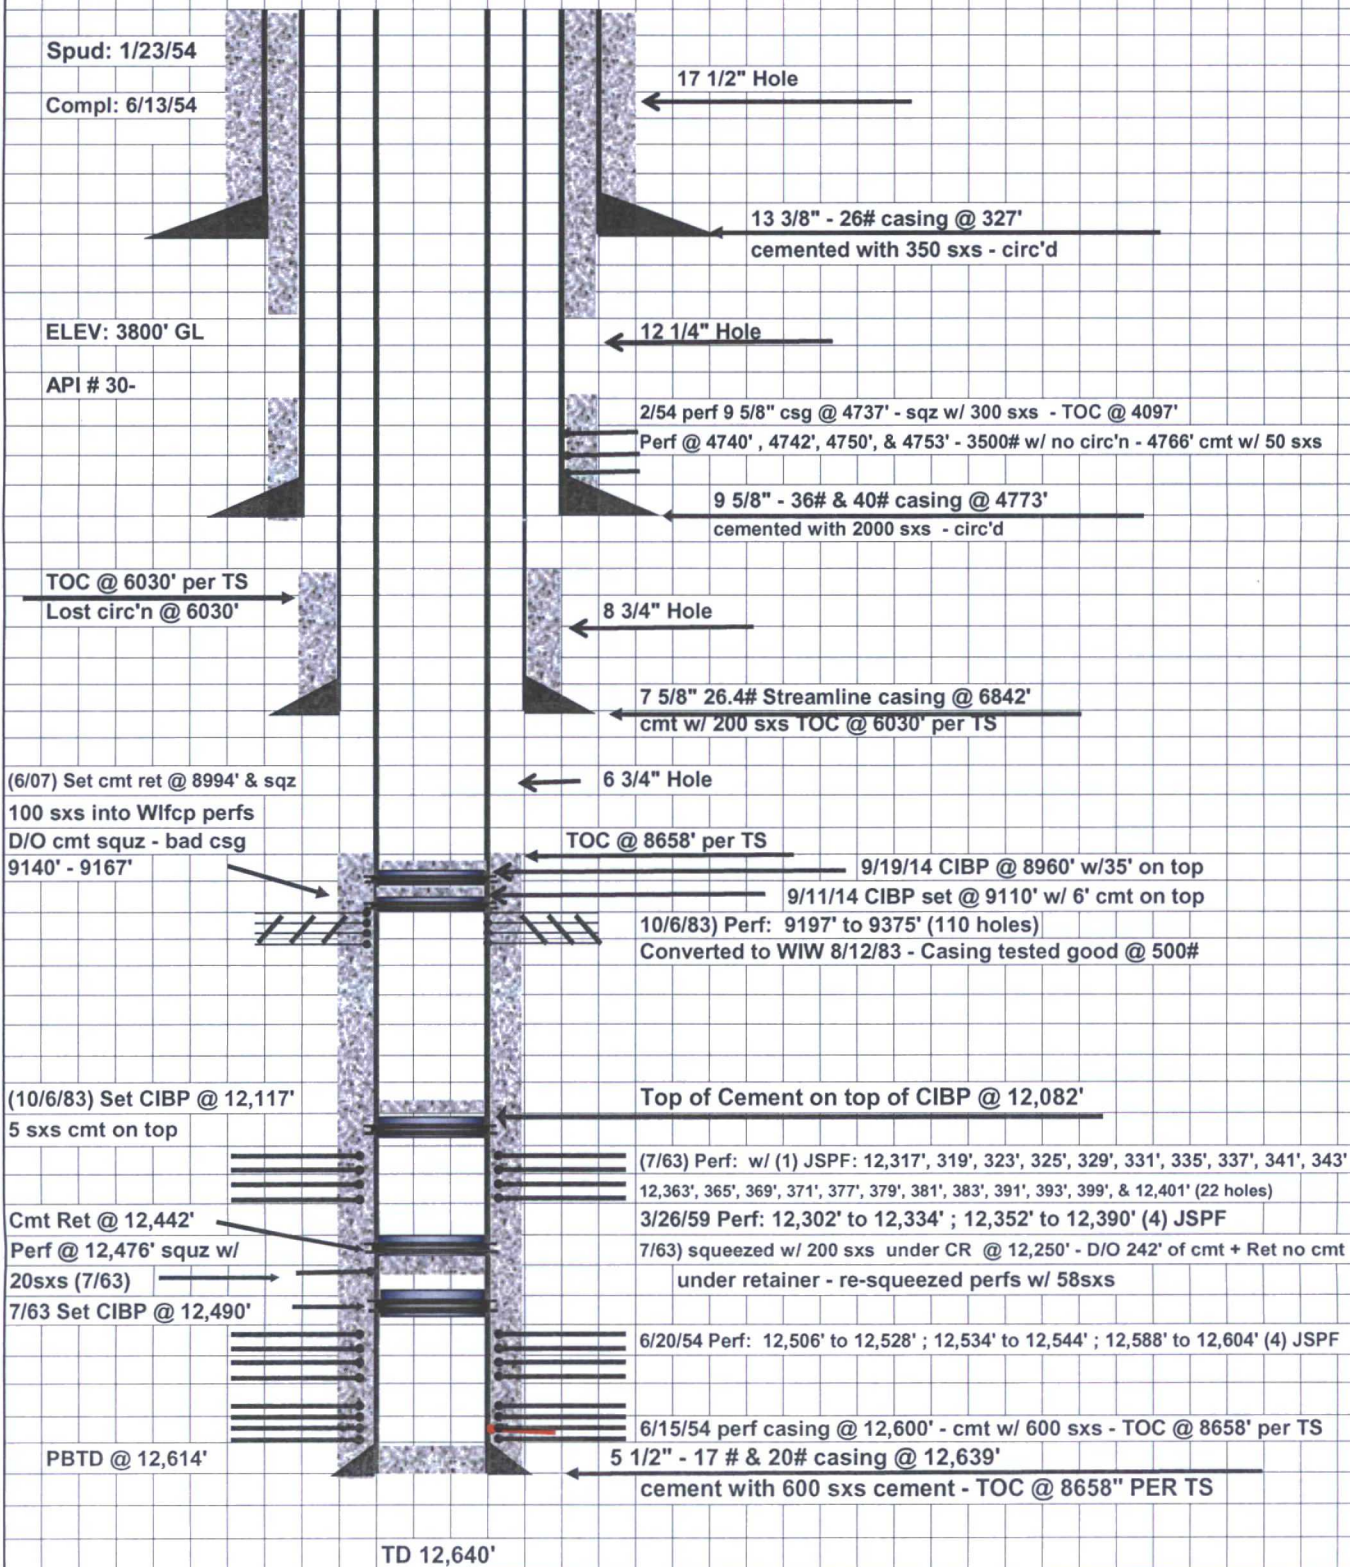 Spud: 1/23/54
17 1/2" Hole
Compl: 6/13/54
13 3/8" - 26# casing @ 327'
cemented with 350 sxs - circ'd
ELEV: 3800' GL
12 1/4" Hole
API # 30-
2/54 perf 9 5/8" csg @ 4737' - sqz w/ 300 sxs - TOC @ 4097'
Perf @ 4740' , 4742', 4750', & 4753' - 3500# w/ no circ'n - 4766' cmt w/ 50 sxs
9 5/8" - 36# & 40# casing @ 4773'
cemented with 2000 sxs - circ'd
TOC @ 6030' per TS
Lost circ'n @ 6030'
8 3/4" Hole
7 5/8" 26.4# Streamline casing @ 6842'
cmt w/ 200 sxs TOC @ 6030' per TS
(6/07) Set cmt ret @ 8994' & sqz
100 sxs into Wlfcp perfs
D/O cmt squz - bad csg
9140' - 9167'
6 3/4" Hole
TOC @ 8658' per TS
9/19/14 CIBP @ 8960' w/35' on top
9/11/14 CIBP set @ 9110' w/ 6' cmt on top
10/6/83) Perf: 9197' to 9375' (110 holes)
Converted to WIW 8/12/83 - Casing tested good @ 500#
(10/6/83) Set CIBP @ 12,117'
5 sxs cmt on top
Top of Cement on top of CIBP @ 12,082'
(7/63) Perf: w/ (1) JSPF: 12,317', 319', 323', 325', 329', 331', 335', 337', 341', 343'
12,363', 365', 369', 371', 377', 379', 381', 383', 391', 393', 399', & 12,401' (22 holes)
3/26/59 Perf: 12,302' to 12,334' ; 12,352' to 12,390' (4) JSPF
7/63) squeezed w/ 200 sxs under CR @ 12,250' - D/O 242' of cmt + Ret no cmt
under retainer - re-squeezed perfs w/ 58sxs
Cmt Ret @ 12,442'
Perf @ 12,476' squz w/
20sxs (7/63)
7/63 Set CIBP @ 12,490'
6/20/54 Perf: 12,506' to 12,528' ; 12,534' to 12,544' ; 12,588' to 12,604' (4) JSPF
6/15/54 perf casing @ 12,600' - cmt w/ 600 sxs - TOC @ 8658' per TS
PBTD @ 12,614'
5 1/2" - 17 # & 20# casing @ 12,639'
cement with 600 sxs cement - TOC @ 8658" PER TS
TD 12,640'